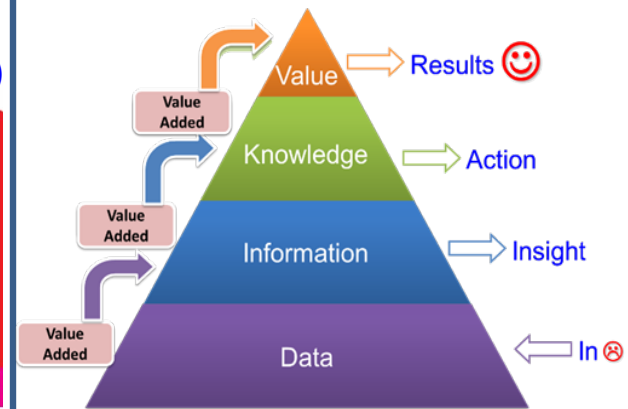 Value
Results
Value
Added
Knowledge
Action
Value
Added
Information
Insight
Value
Added
Data
In